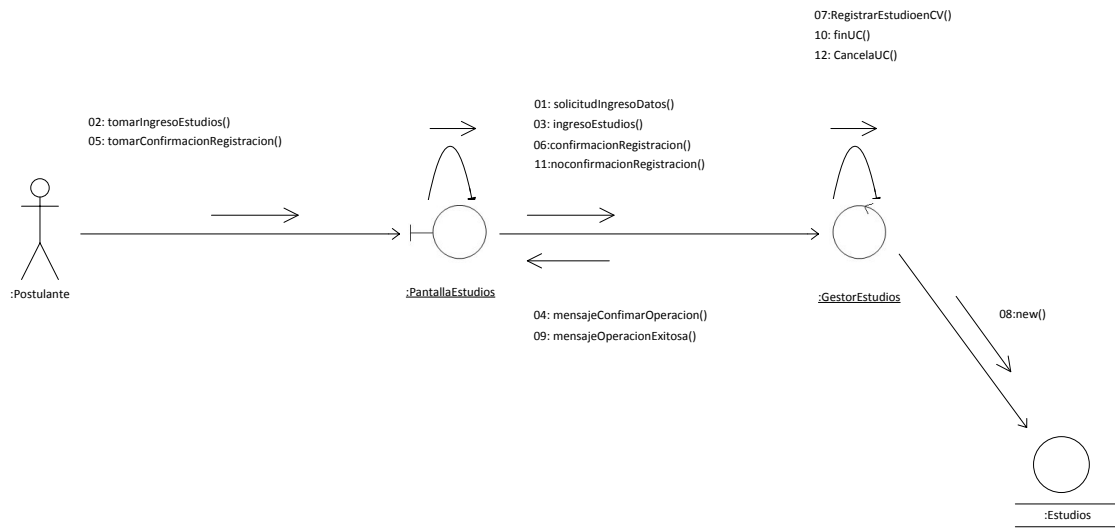 07:RegistrarEstudioenCV()
10: finUC()
12: CancelaUC()
02: tomarIngresoEstudios()
05: tomarConfirmacionRegistracion()
01: solicitudIngresoDatos()
03: ingresoEstudios()
06:confirmacionRegistracion()
11:noconfirmacionRegistracion()
:Postulante
:PantallaEstudios
:GestorEstudios
04: mensajeConfimarOperacion()
09: mensajeOperacionExitosa()
08:new()
:Estudios